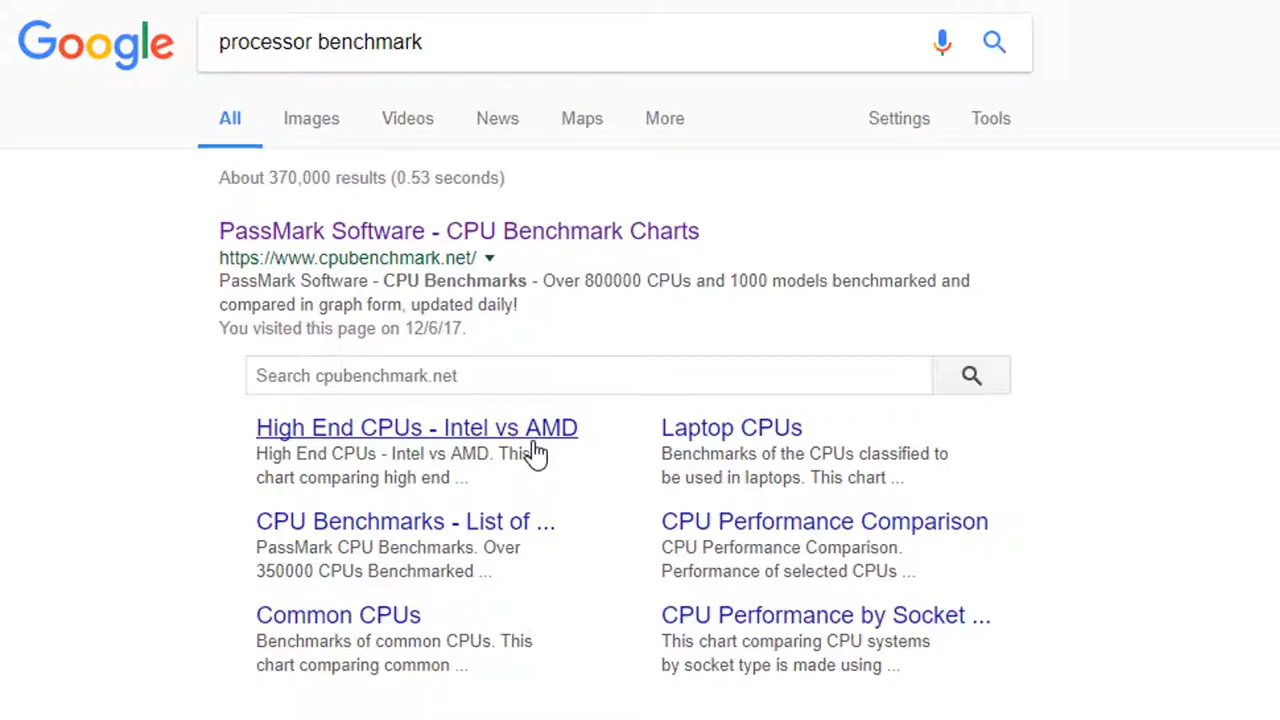 Google
processor benchmark
All Images Videos News Maps More Settings Tools
About 370,000 results (0.53 seconds)
PassMark Software - CPU Benchmark Charts
https://www.cpubenchmark.net/
PassMark Software - CPU Benchmarks - Over 800000 CPUs and 1000 models benchmarked and
compared in graph form, updated daily!
You visited this page on 12/6/17.
Search cpubenchmark.net
High End CPUs - Intel vs AMD
High End CPUs - Intel vs AMD. This
chart comparing high end ...
Laptop CPUs
Benchmarks of the CPUs classified to
be used in laptops. This chart ...
CPU Benchmarks - List of ...
PassMark CPU Benchmarks. Over
350000 CPUs Benchmarked ...
CPU Performance Comparison
CPU Performance Comparison.
Performance of selected CPUs ...
Common CPUs
Benchmarks of common CPUs. This
chart comparing common ...
CPU Performance by Socket ...
This chart comparing CPU systems
by socket type is made using ...